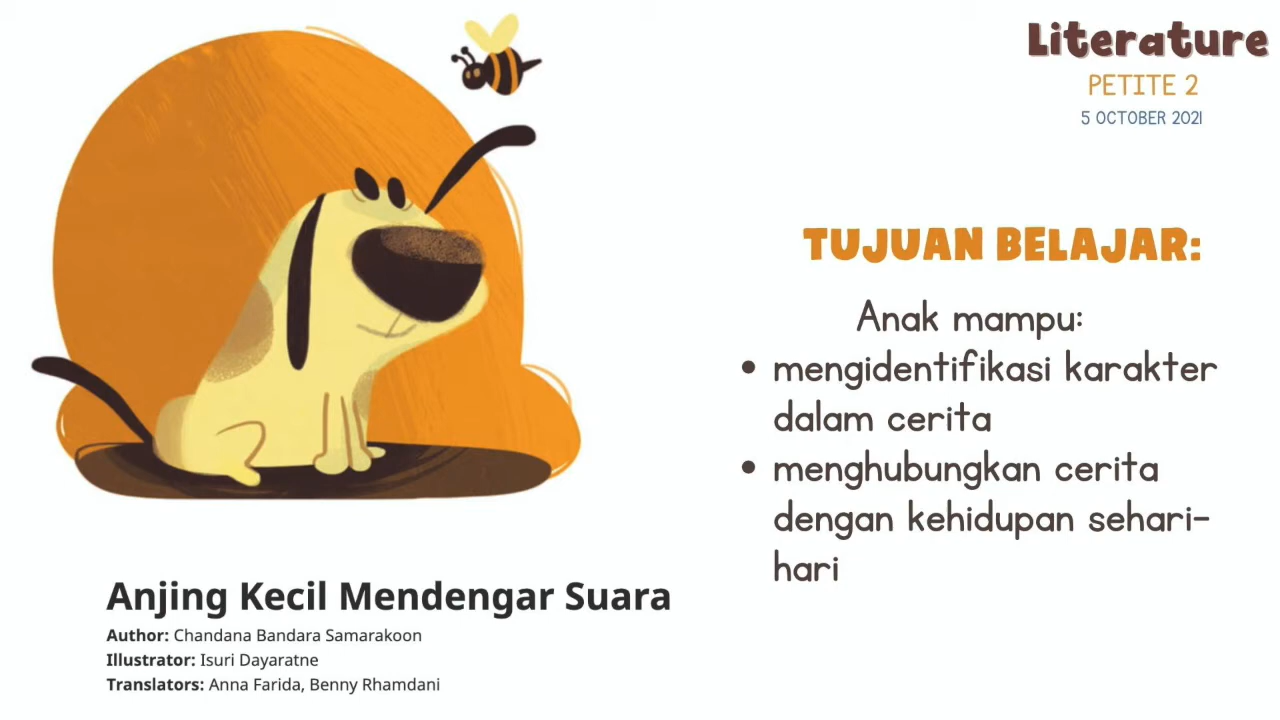 Literature
PETITE 2
5 OCTOBER 2021
TUJUAN BELAJAR:
Anak mampu:
• mengidentifikasi karakter
dalam cerita
• menghubungkan cerita
dengan kehidupan sehari-
hari
Anjing Kecil Mendengar Suara
Author: Chandana Bandara Samarakoon
Illustrator: Isuri Dayaratne
Translators: Anna Farida, Benny Rhamdani